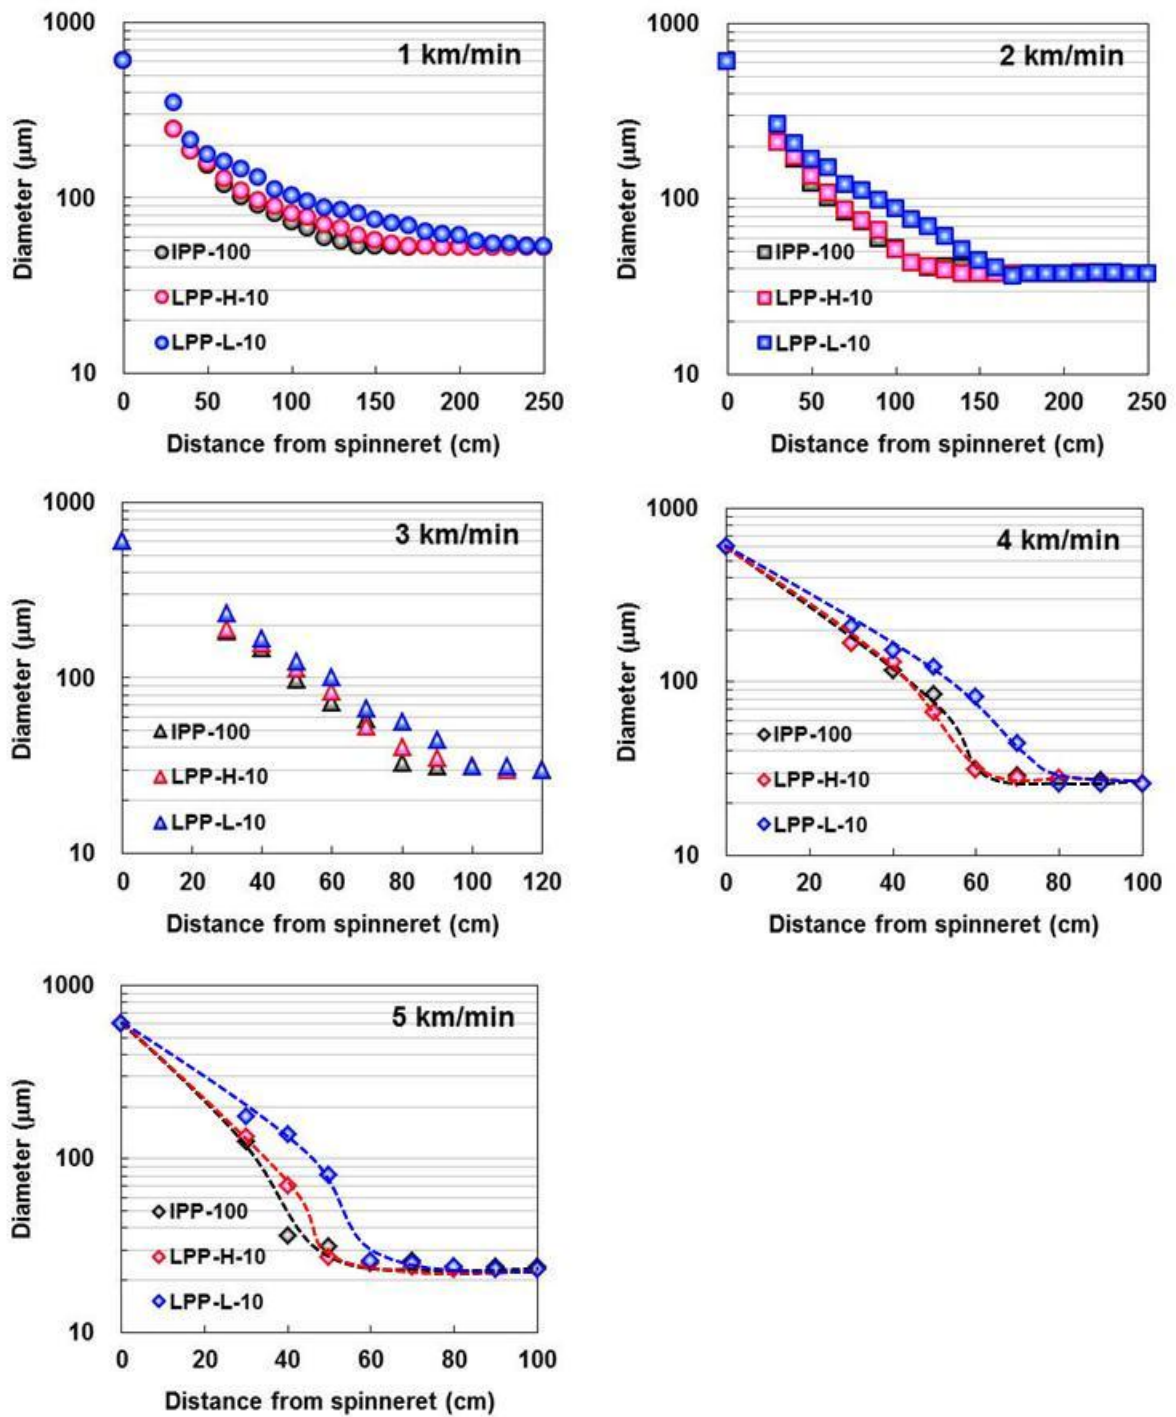 1000
1 km/min
100
10
Diameter (μm)
IPP-100
LPP-H-10
LPP-L-10
0 50 100 150 200 250
Distance from spinneret (cm)
1000
2 km/min
100
10
Diameter (μm)
IPP-100
LPP-H-10
LPP-L-10
0 50 100 150 200 250
Distance from spinneret (cm)
1000
3 km/min
100
10
Diameter (μm)
IPP-100
LPP-H-10
LPP-L-10
0 20 40 60 80 100 120
Distance from spinneret (cm)
1000
4 km/min
100
10
Diameter (μm)
IPP-100
LPP-H-10
LPP-L-10
0 20 40 60 80 100
Distance from spinneret (cm)
1000
5 km/min
100
10
Diameter (μm)
IPP-100
LPP-H-10
LPP-L-10
0 20 40 60 80 100
Distance from spinneret (cm)